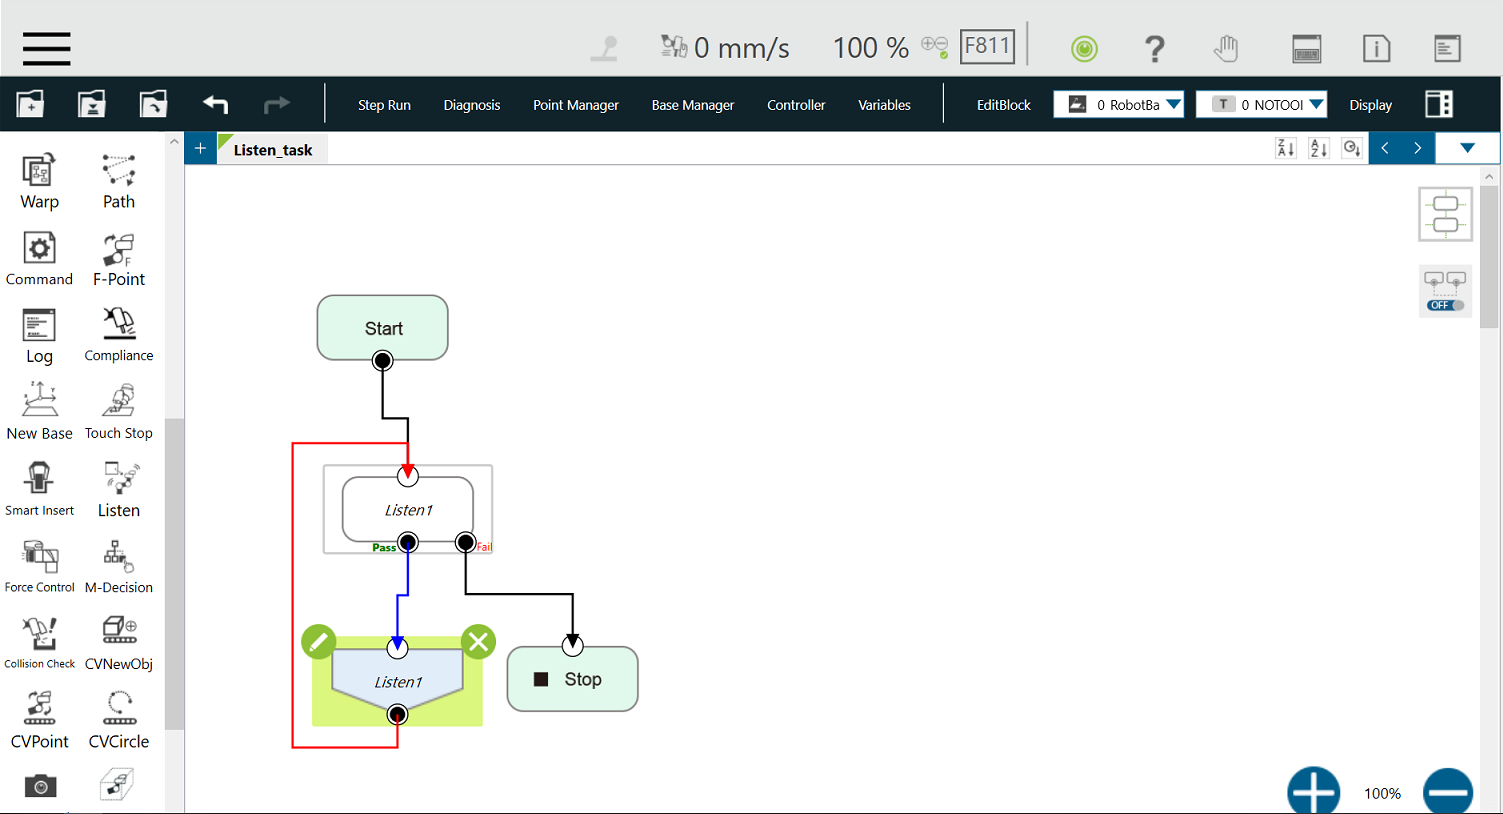 0 mm/s 100 % F811 ?
Step Run Diagnosis Point Manager Base Manager Controller Variables EditBlock 0 RobotBa T 0 NOTOOI Display
+ Listen_task
Warp Path
Command F-Point
Log Compliance
New Base Touch Stop
Smart Insert Listen
Force Control M-Decision
Collision Check CVNewObj
CVPoint CVCircle
Start
Listen1
Pass Fail
Listen1
Stop
OFF
100%